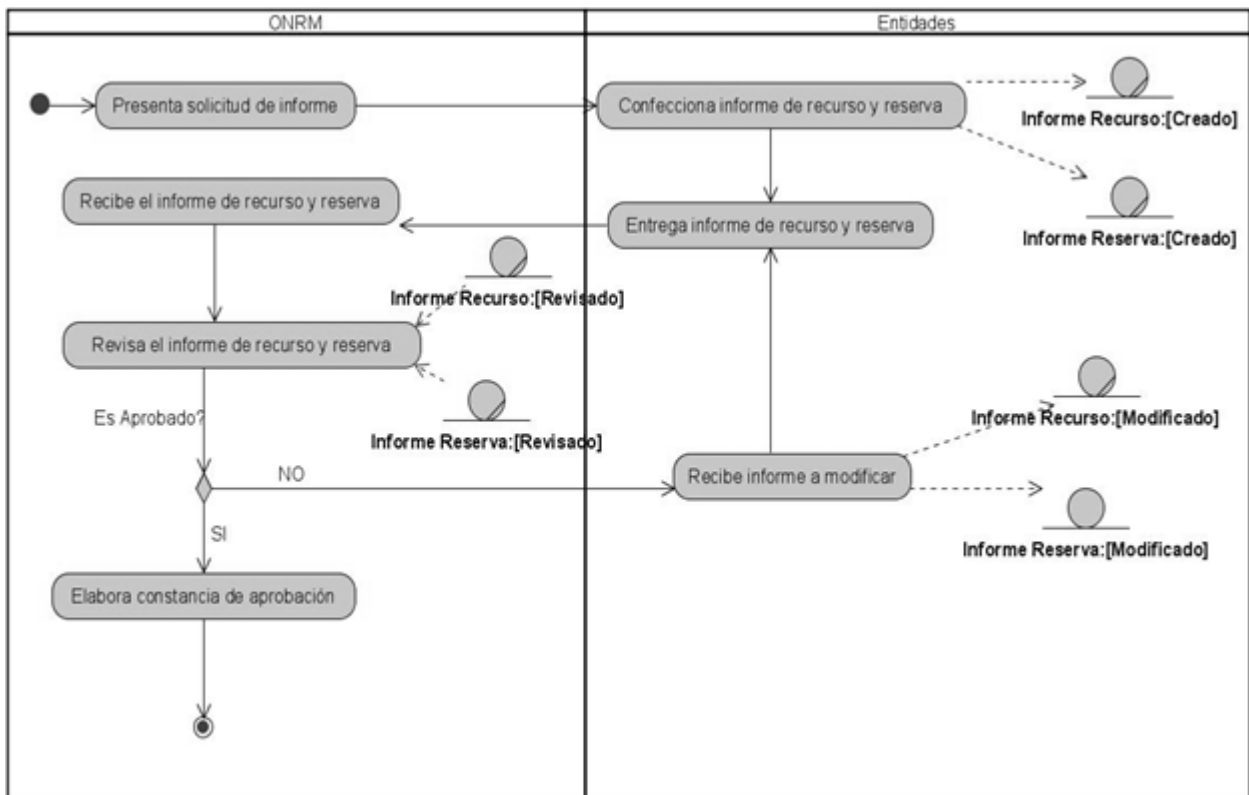 ONRM
Entidades
Presenta solicitud de informe
Confecciona informe de recurso y reserva
Informe Recurso:[Creado]
Recibe el informe de recurso y reserva
Entrega informe de recurso y reserva
Informe Reserva:[Creado]
Informe Recurso:[Revisado]
Revisa el informe de recurso y reserva
Es Aprobado?
Informe Reserva:[Revisado]
Informe Recurso:[Modificado]
NO
Recibe informe a modificar
SI
Informe Reserva:[Modificado]
Elabora constancia de aprobación